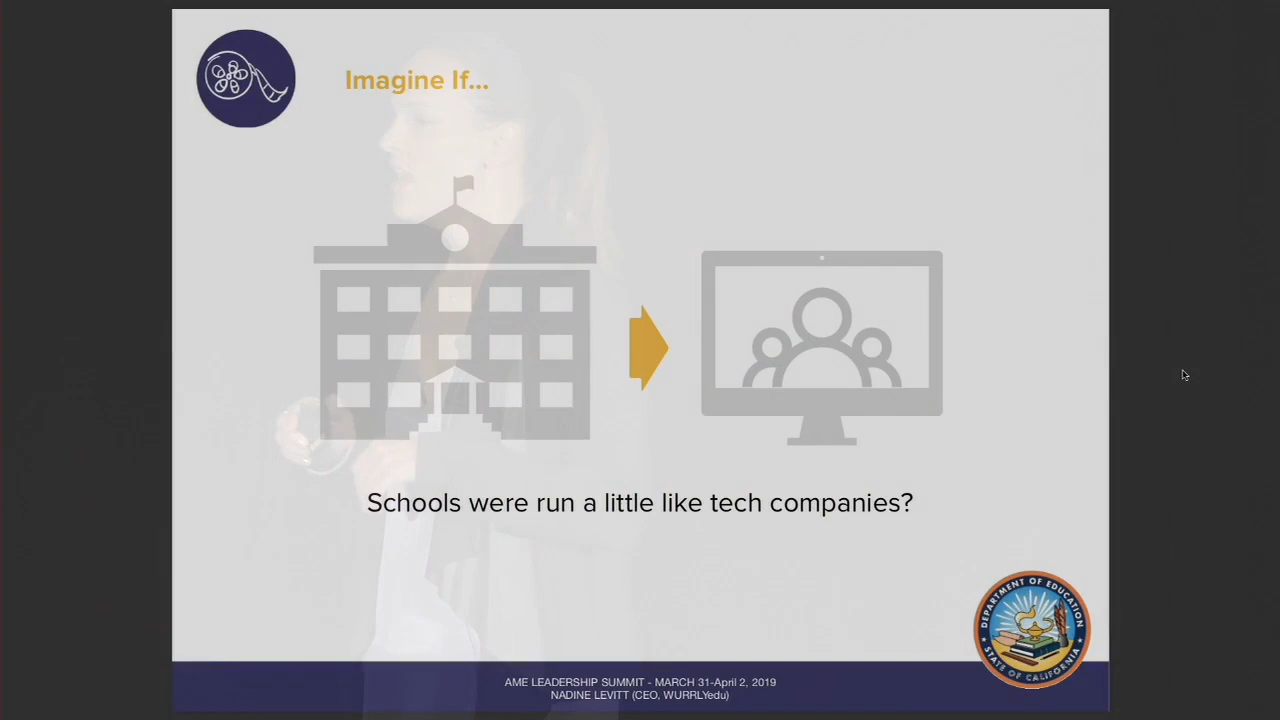 Imagine If...
Schools were run a little like tech companies?
DEPARTMENT OF EDUCATION
STATE OF CALIFORNIA
AME LEADERSHIP SUMMIT - MARCH 31-April 2, 2019
NADINE LEVITT (CEO, WURRLYedu)